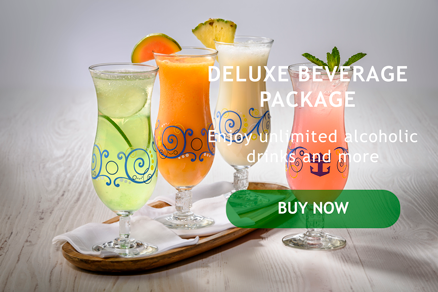 DELUXE BEVERAGE
PACKAGE
Enjoy unlimited alcoholic
drinks and more
BUY NOW